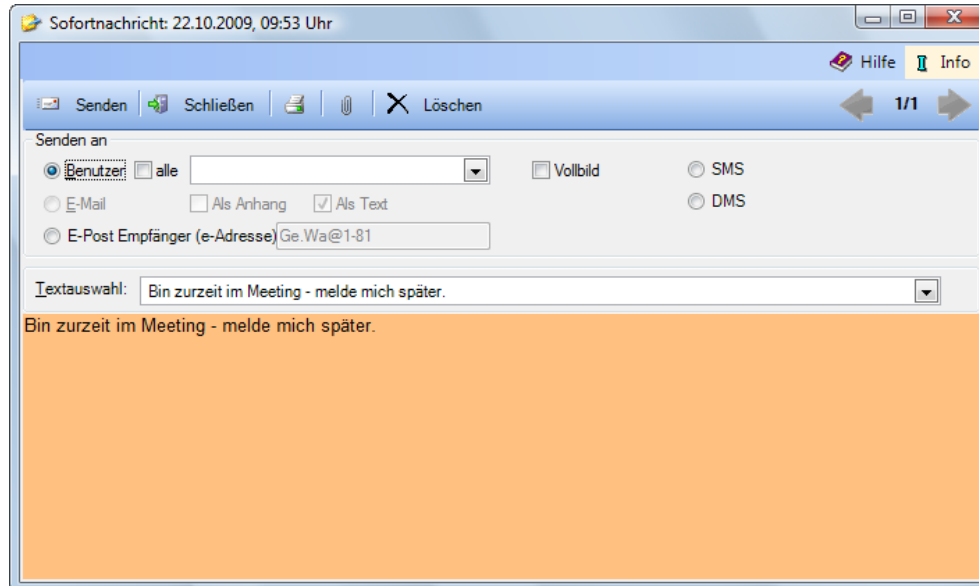 Sofortnachricht: 22.10.2009, 09:53 Uhr
Hilfe Info
Senden Schließen Löschen 1/1
Senden an
Benutzer alle Vollbild SMS
E-Mail Als Anhang Als Text DMS
E-Post Empfänger (e-Adresse) Ge.Wa@1-81
Textauswahl: Bin zurzeit im Meeting - melde mich später.
Bin zurzeit im Meeting - melde mich später.